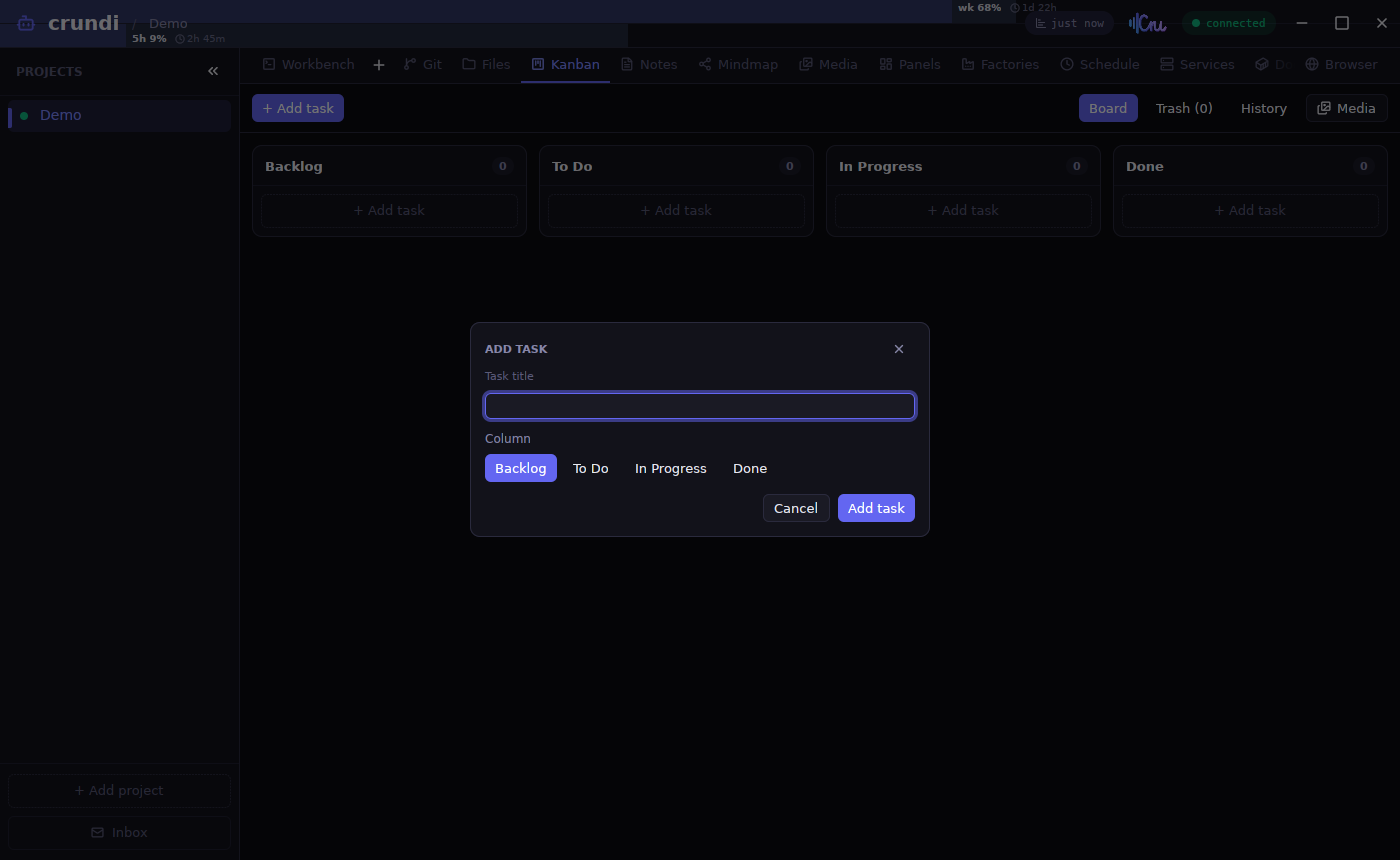 wk 68% 1d 22h
crundi / Demo
5h 9% 2h 45m
just now
Cru
connected
PROJECTS
Workbench + Git Files Kanban Notes Mindmap Media Panels Factories Schedule Services Browser
Demo
+ Add task
Board Trash (0) History Media
Backlog 0
To Do 0
In Progress 0
Done 0
+ Add task
+ Add task
+ Add task
+ Add task
ADD TASK
Task title
Column
Backlog To Do In Progress Done
Cancel Add task
+ Add project
Inbox